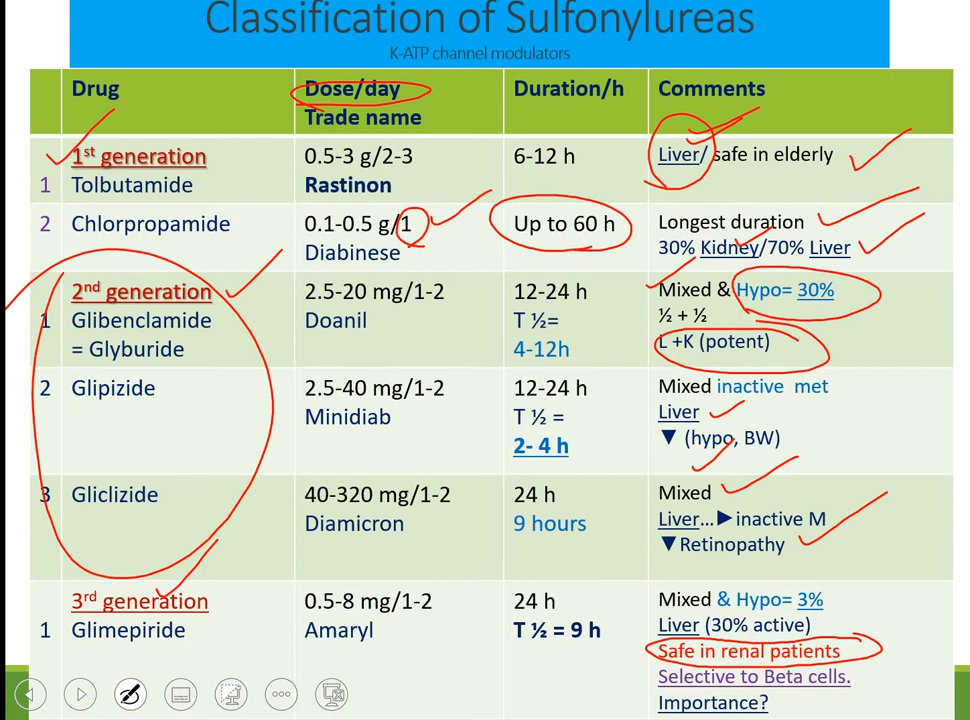 Classification of Sulfonylureas
K-ATP channel modulators
Drug
Dose/day
Trade name
Duration/h
Comments
1st generation
1 Tolbutamide
0.5-3 g/2-3
Rastinon
6-12 h
Liver/ safe in elderly
2 Chlorpropamide
0.1-0.5 g/1
Diabinese
Up to 60 h
Longest duration
30% Kidney/70% Liver
2nd generation
1 Glibenclamide
= Glyburide
2.5-20 mg/1-2
Doanil
12-24 h
T ½=
4-12h
Mixed & Hypo= 30%
½ + ½
L +K (potent)
2 Glipizide
2.5-40 mg/1-2
Minidiab
12-24 h
T ½ =
2- 4 h
Mixed inactive met
Liver
▼ (hypo, BW)
3 Gliclizide
40-320 mg/1-2
Diamicron
24 h
9 hours
Mixed
Liver...►inactive M
▼Retinopathy
3rd generation
1 Glimepiride
0.5-8 mg/1-2
Amaryl
24 h
T ½ = 9 h
Mixed & Hypo= 3%
Liver (30% active)
Safe in renal patients
Selective to Beta cells.
Importance?